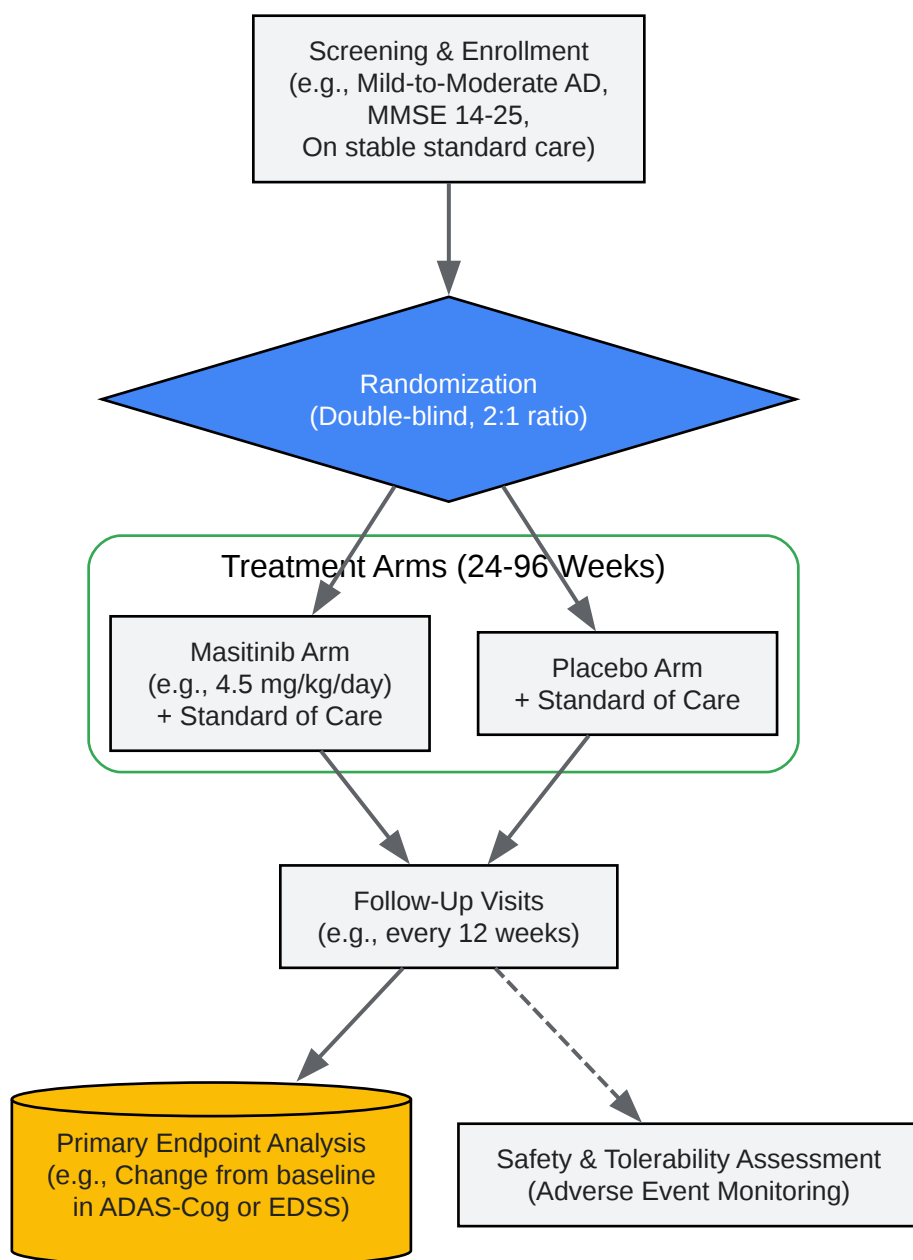 Screening & Enrollment
(e.g., Mild-to-Moderate AD,
MMSE 14-25,
On stable standard care)
Randomization
(Double-blind, 2:1 ratio)
Treatment Arms (24-96 Weeks)
Masitinib Arm
(e.g., 4.5 mg/kg/day)
+ Standard of Care
Placebo Arm
+ Standard of Care
Follow-Up Visits
(e.g., every 12 weeks)
Primary Endpoint Analysis
(e.g., Change from baseline
in ADAS-Cog or EDSS)
Safety & Tolerability Assessment
(Adverse Event Monitoring)